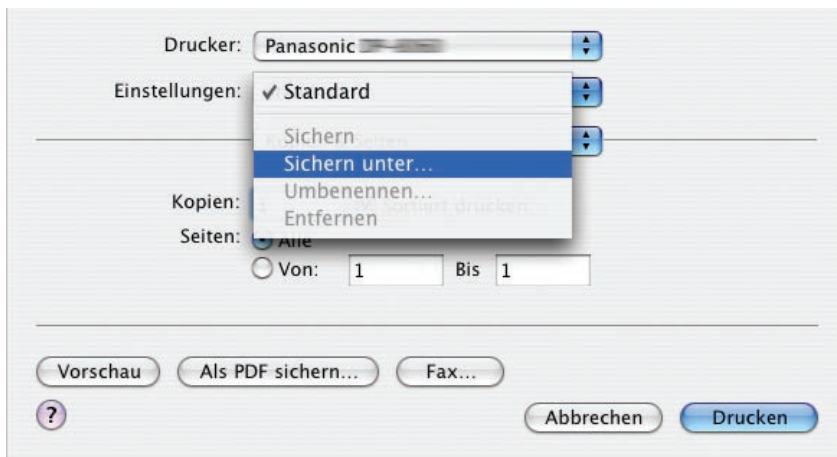 Drucker: Panasonic
Einstellungen: ✓ Standard
Sichern
Sichern unter...
Umbenennen...
Entfernen
Kopien:
Seiten: Alle
Von: 1 Bis 1
Vorschau Als PDF sichern... Fax...
? Abbrechen Drucken